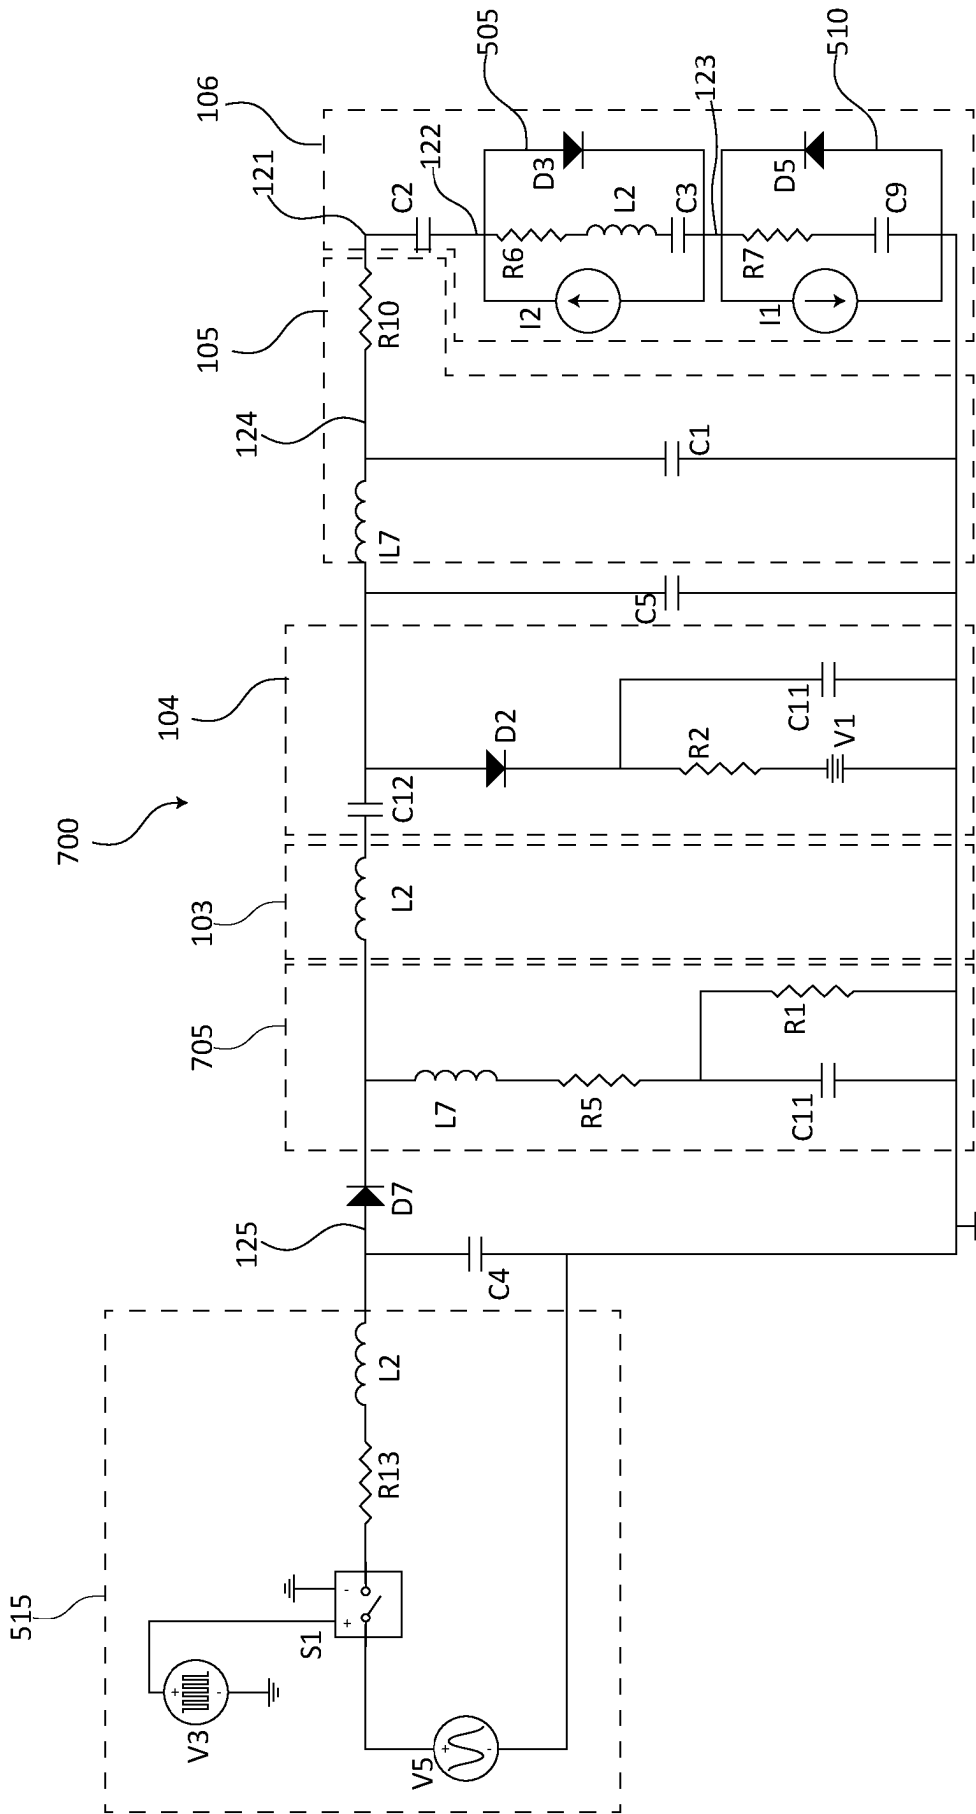 700
515
V3
+
-
S1
+
-
V5
+
-
R13
L2
125
C4
D7
705
L7
R5
C11
R1
103
L2
104
C12
D2
R2
V1
C11
C5
105
L7
124
C1
R10
106
121
C2
122
505
R6
L2
C3
D3
I2
123
510
R7
C9
D5
I1